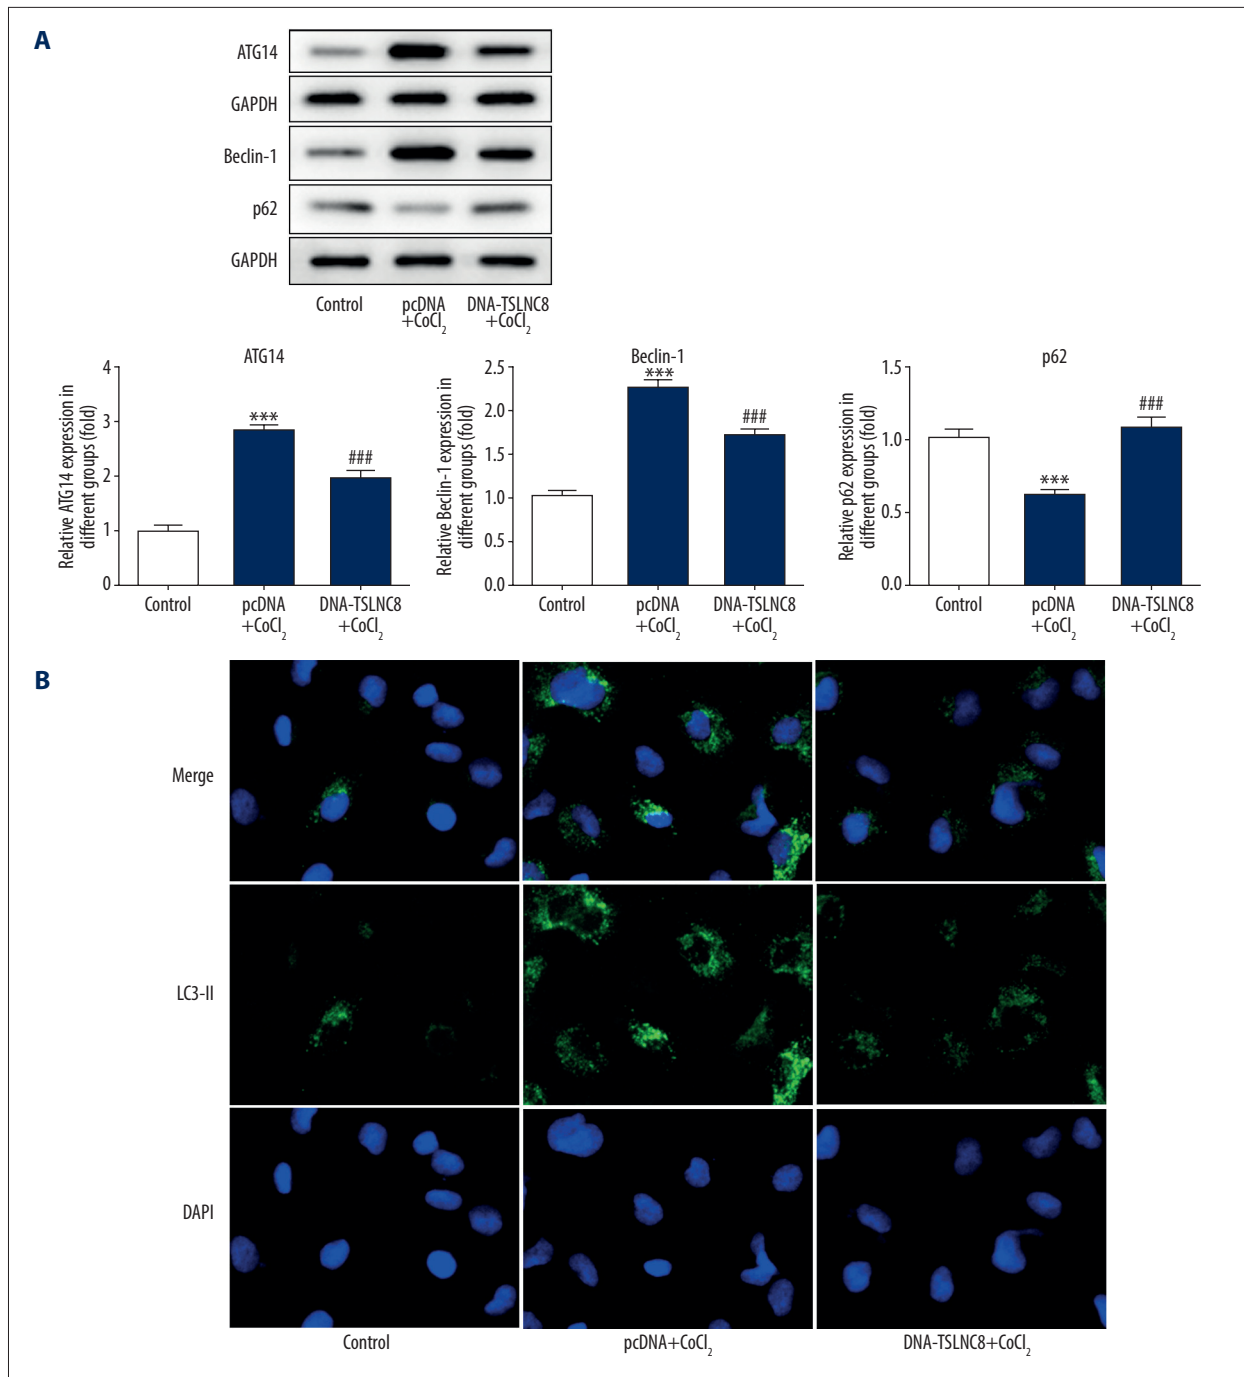 A
ATG14
GAPDH
Beclin-1
p62
GAPDH
Control
pcDNA
+CoCl₂
DNA-TSLNC8
+CoCl₂
ATG14
Relative ATG14 expression in
different groups (fold)
4
3
2
1
0
***
###
Control
pcDNA
+CoCl₂
DNA-TSLNC8
+CoCl₂
Beclin-1
Relative Beclin-1 expression in
different groups (fold)
2.5
2.0
1.5
1.0
0.5
0.0
***
###
Control
pcDNA
+CoCl₂
DNA-TSLNC8
+CoCl₂
p62
Relative p62 expression in
different groups (fold)
1.5
1.0
0.5
0.0
***
###
Control
pcDNA
+CoCl₂
DNA-TSLNC8
+CoCl₂
B
Merge
LC3-II
DAPI
Control
pcDNA+CoCl₂
DNA-TSLNC8+CoCl₂